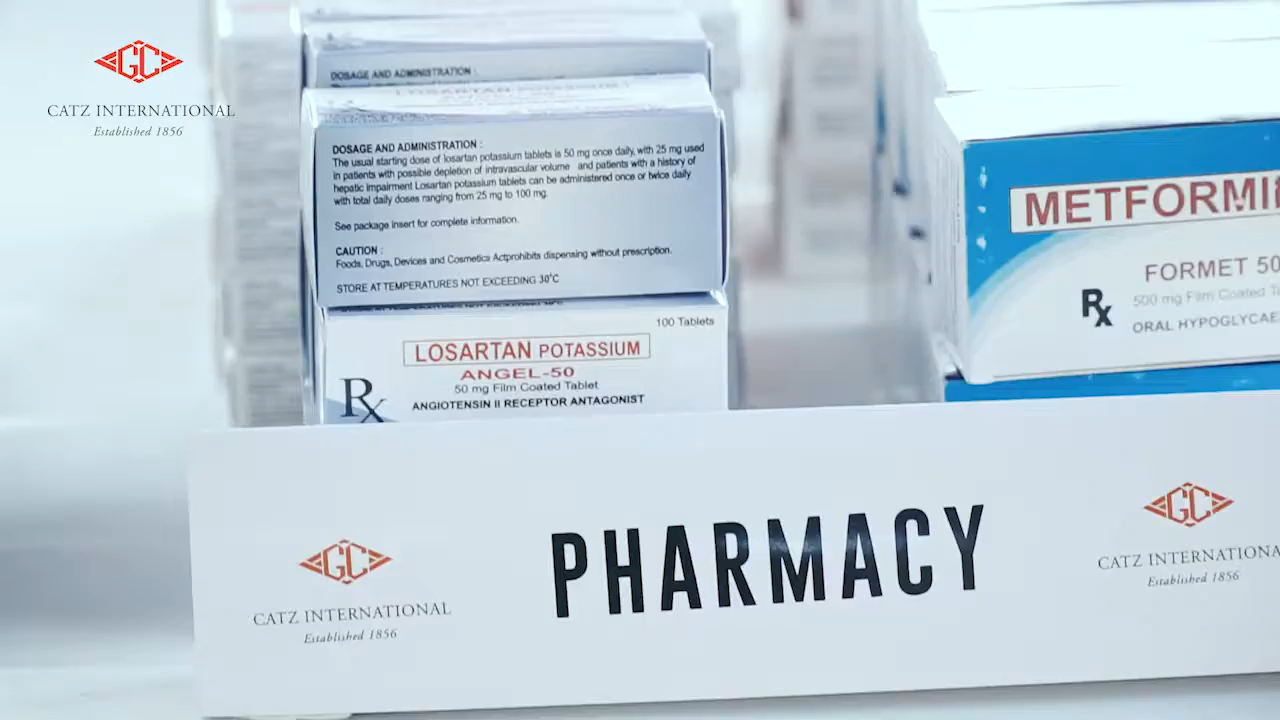 CATZ INTERNATIONAL
Established 1856
DOSAGE AND ADMINISTRATION :
DOSAGE AND ADMINISTRATION :
The usual starting dose of losartan potassium tablets is 50 mg once daily, with 25 mg used
in patients with possible depletion of intravascular volume and patients with a history of
hepatic impairment Losartan potassium tablets can be administered once or twice daily
with total daily doses ranging from 25 mg to 100 mg.
See package insert for complete information.
CAUTION :
Foods, Drugs, Devices and Cosmetics Actprohibits dispensing without prescription.
STORE AT TEMPERATURES NOT EXCEEDING 30°C
100 Tablets
LOSARTAN POTASSIUM
ANGEL-50
50 mg Film Coated Tablet
Rx
ANGIOTENSIN II RECEPTOR ANTAGONIST
METFORMI
FORMET 50
Rx
500 mg Film Coated
ORAL HYPOGLYCAE
PHARMACY
GC
CATZ INTERNATIONAL
Established 1856
GC
CATZ INTERNATIONA
Established 1856